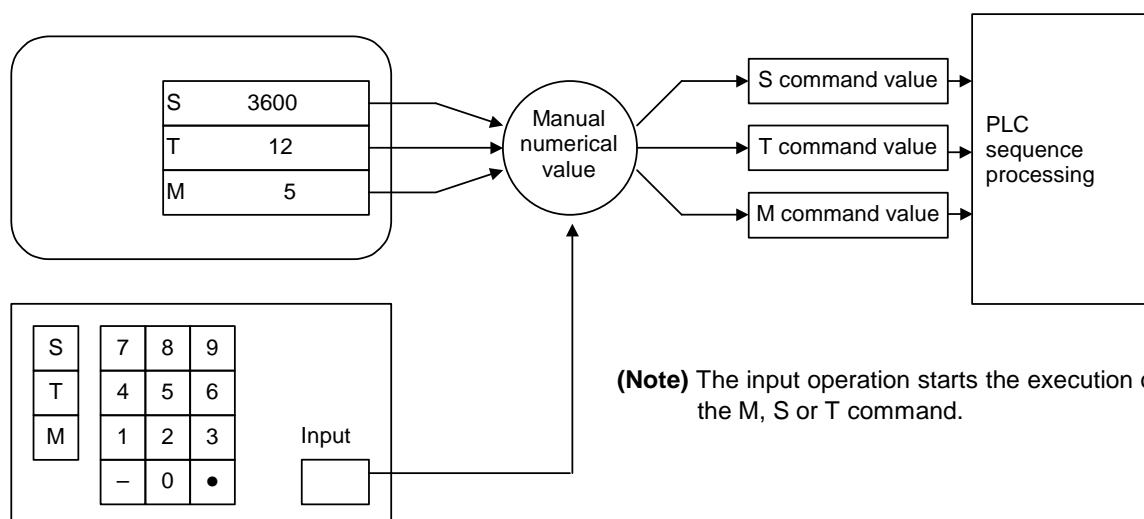 S 3600
T 12
M 5
Manual
numerical
value
S command value
T command value
M command value
PLC
sequence
processing
S
T
M
7 8 9
4 5 6
1 2 3
– 0 ●
Input
(Note) The input operation starts the execution
the M, S or T command.